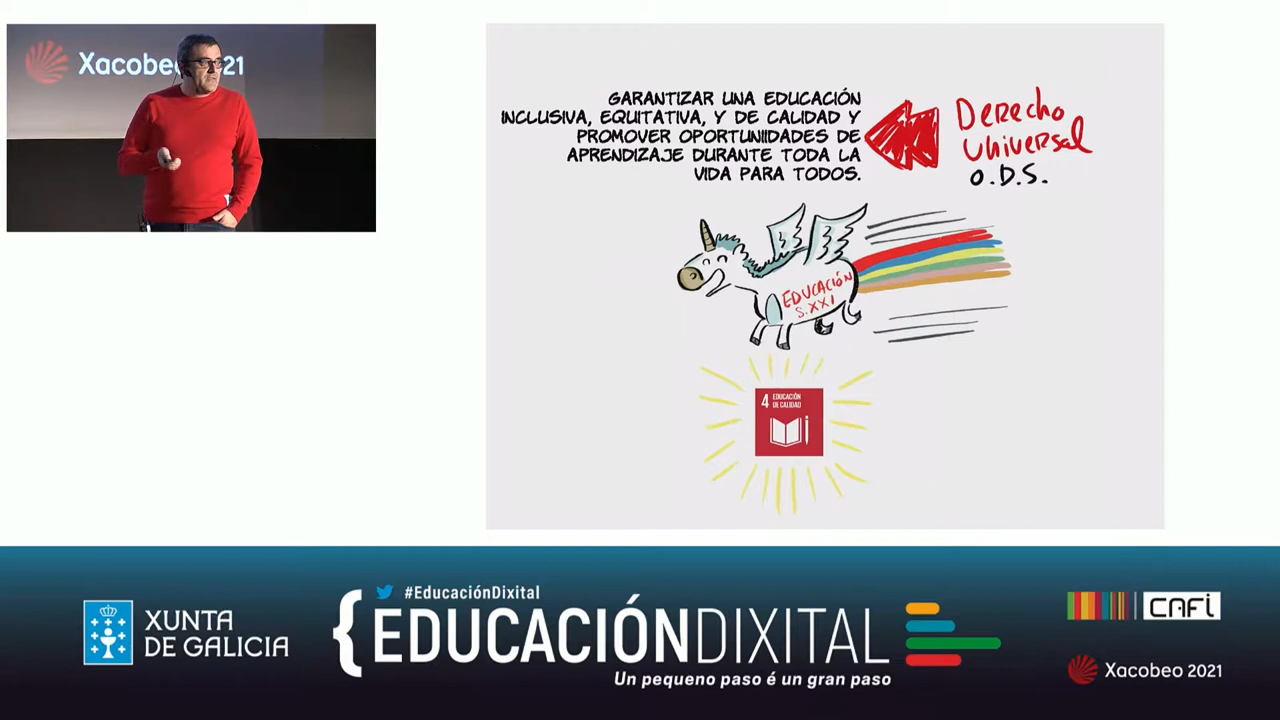 Xacobeo 2021
GARANTIZAR UNA EDUCACIÓN
INCLUSIVA, EQUITATIVA, Y DE CALIDAD Y
PROMOVER OPORTUNIIDADES DE
APRENDIZAJE DURANTE TODA LA
VIDA PARA TODOS.
Derecho
Universal
O.D.S.
EDUCACIÓN
S.XXI
4 EDUCACIÓN
DE CALIDAD
XUNTA
DE GALICIA
#EducaciónDixital
{EDUCACIÓNDIXITAL
Un pequeno paso é un gran paso
CAFi
Xacobeo 2021